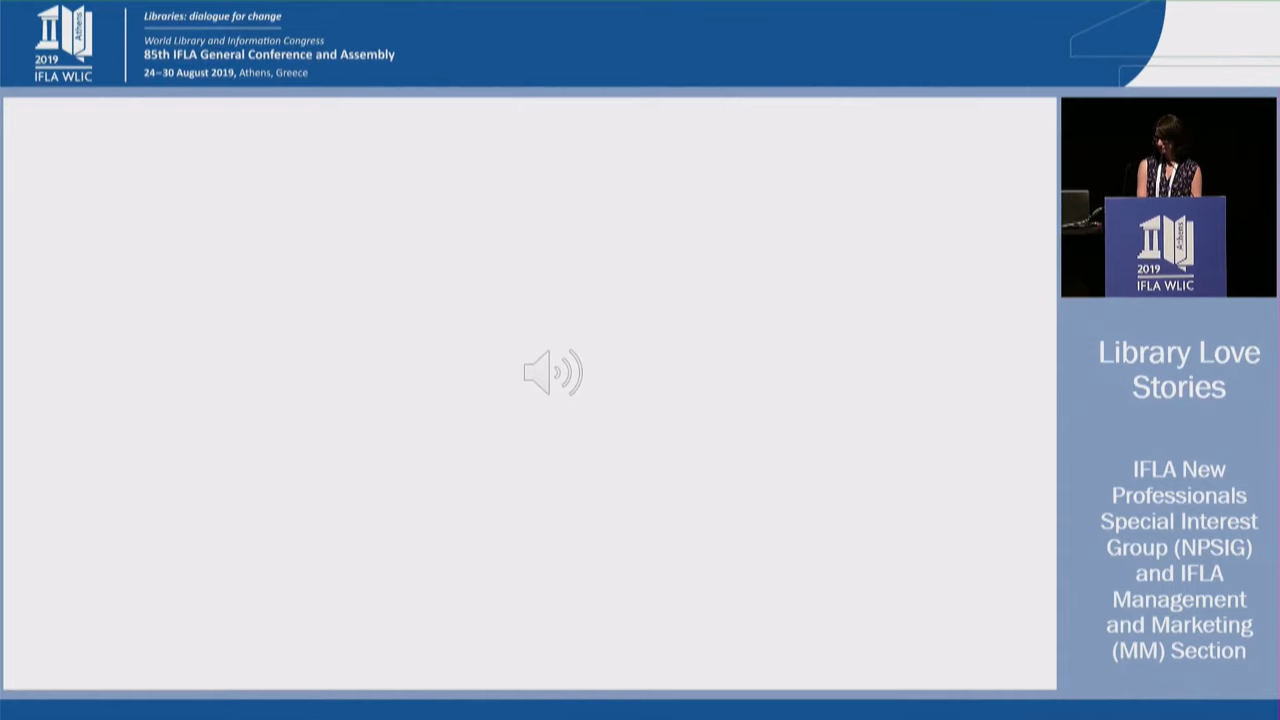 Libraries: dialogue for change
World Library and Information Congress
85th IFLA General Conference and Assembly
24–30 August 2019, Athens, Greece
Athens
2019
IFLA WLIC
Athens
2019
IFLA WLIC
Library Love
Stories
IFLA New
Professionals
Special Interest
Group (NPSIG)
and IFLA
Management
and Marketing
(MM) Section